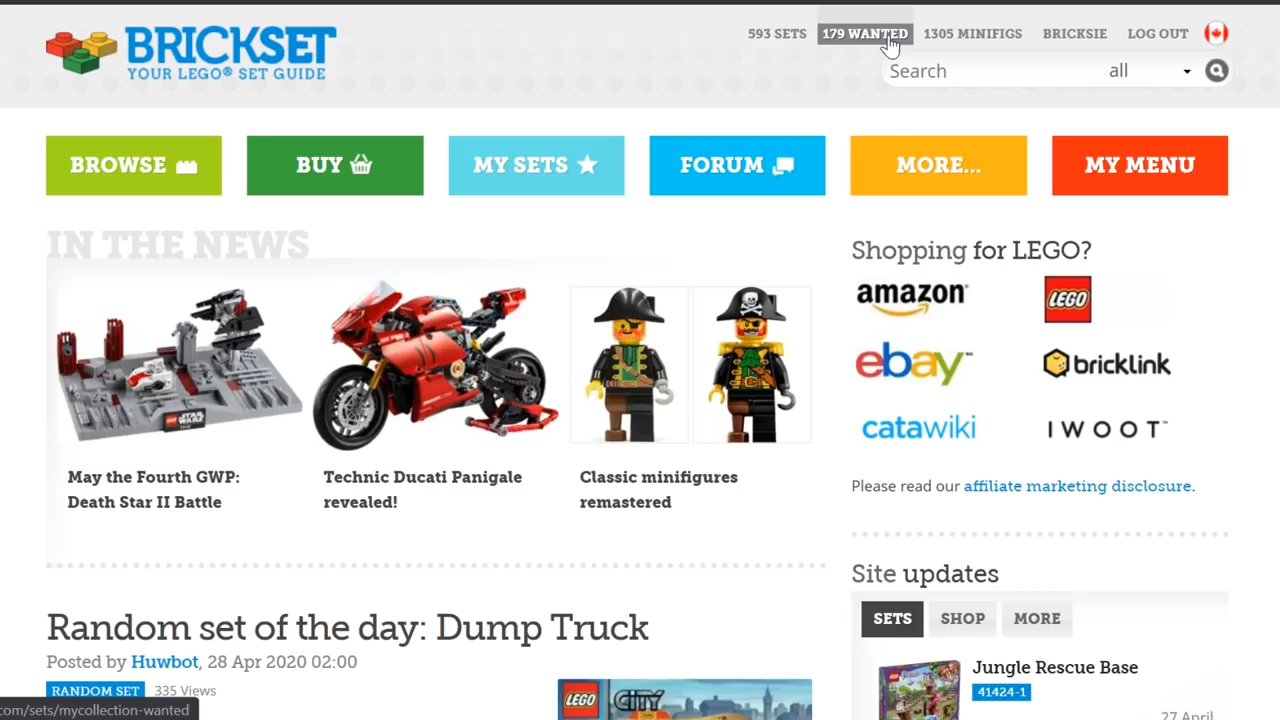 BRICKSET
YOUR LEGO® SET GUIDE
593 SETS
179 WANTED
1305 MINIFIGS
BRICKSIE
LOG OUT
Search
all
BROWSE
BUY
MY SETS
FORUM
MORE...
MY MENU
IN THE NEWS
STAR WARS
May the Fourth GWP:
Death Star II Battle
Technic Ducati Panigale
revealed!
Classic minifigures
remastered
Shopping for LEGO?
amazon
LEGO
ebay
bricklink
catawiki
IWOOT
Please read our affiliate marketing disclosure.
Site updates
SETS
SHOP
MORE
Jungle Rescue Base
41424-1
27 April
Random set of the day: Dump Truck
Posted by Huwbot, 28 Apr 2020 02:00
RANDOM SET
335 Views
LEGO
CITY
com/sets/mycollection-wanted